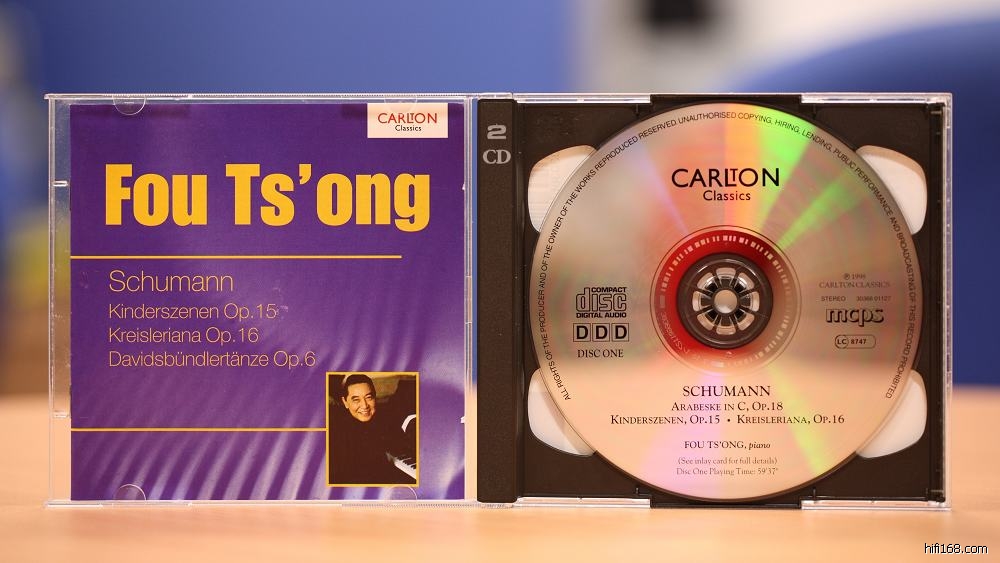 CARLTON
Classics
Fou Ts'ong
Schumann
Kinderszenen Op.15
Kreisleriana Op.16
Davidsbündlertänze Op.6
2
CD
ALL RIGHTS OF THE PRODUCER AND OF THE OWNER OF THE WORKS REPRODUCED RESERVED UNAUTHORISED COPYING, HIRING, LENDING, PUBLIC PERFORMANCE AND BROADCASTING OF THIS RECORD PROHIBITED
CARLTON
Classics
COMPACT
disc
DIGITAL AUDIO
DDD
DISC ONE
CARLTON CLASSICS
STEREO 30368 01127
mcps
LC 8747
SCHUMANN
ARABESKE IN C, OP.18
KINDERSZENEN, OP.15 • KREISLERIANA, OP.16
FOU TS'ONG, piano
(See inlay card for full details)
Disc One Playing Time: 59'37"
hifi168.com